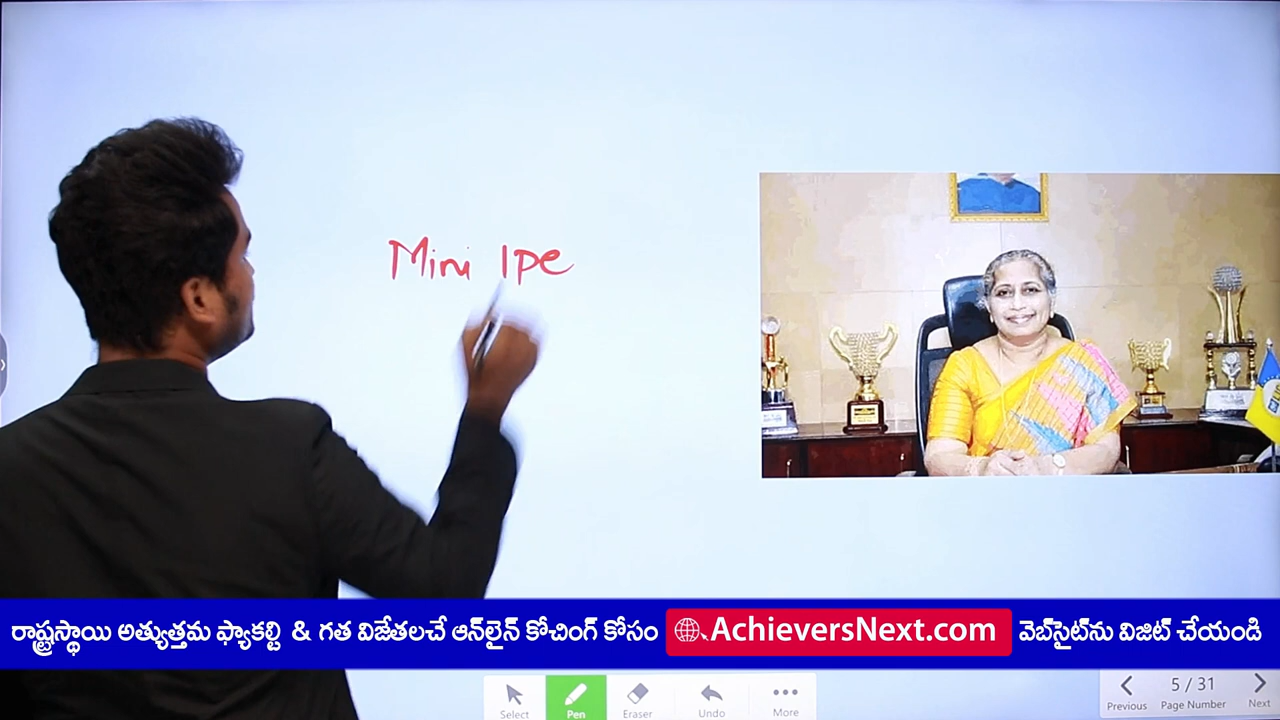 Mini Ipe
రాష్ట్రస్థాయి అత్యుత్తమ ఫ్యాకల్టి & గత విజేతలచే ఆన్‌లైన్ కోచింగ్ కోసం AchieversNext.com వెబ్‌సైట్‌ను విజిట్ చేయండి
Select Pen Eraser Undo More
Previous 5 / 31 Page Number Next